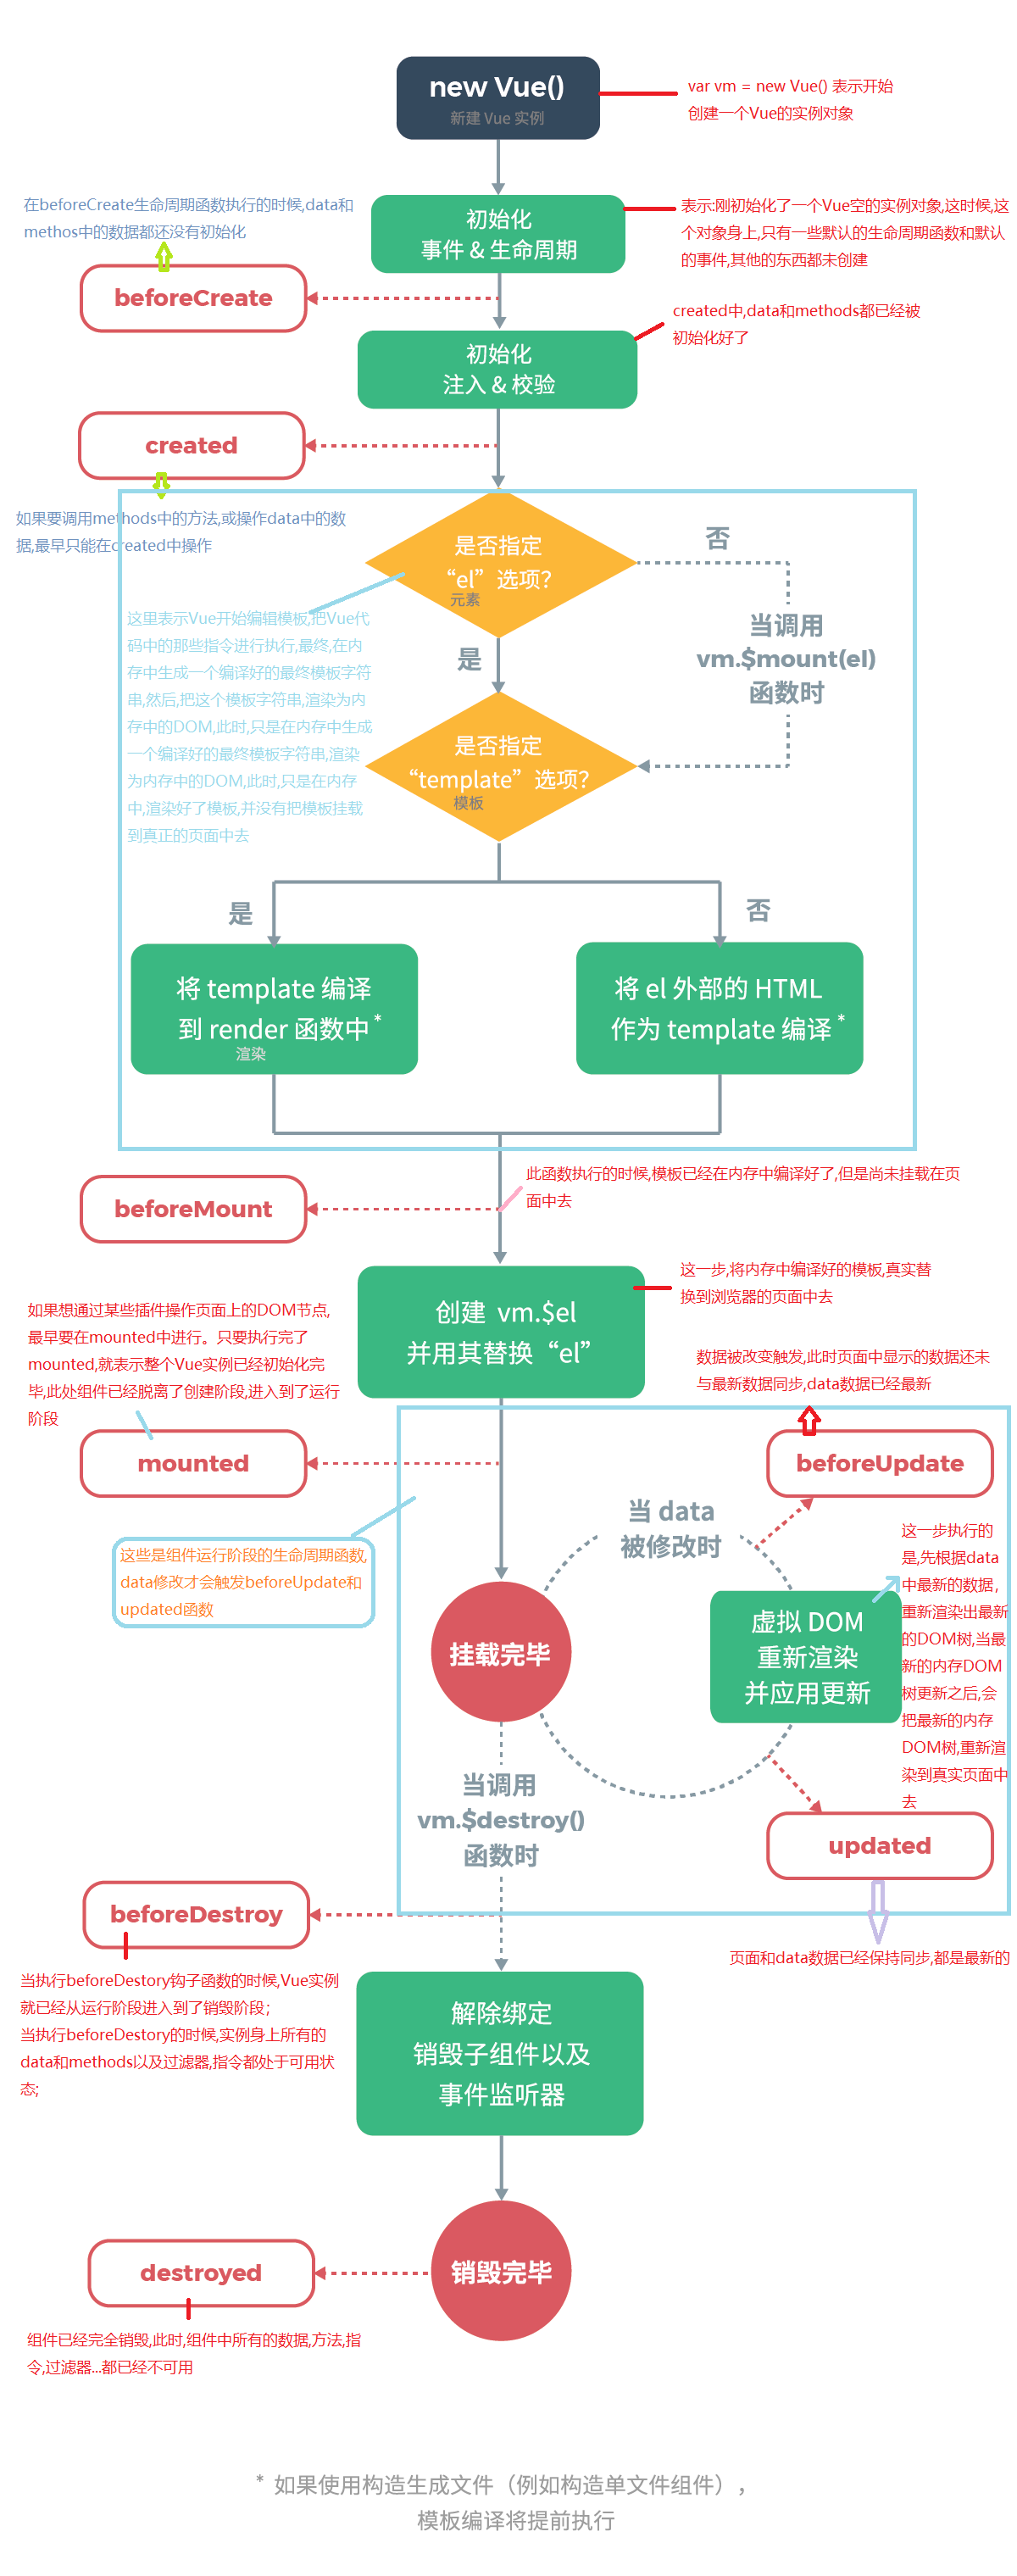 new Vue()
新建 Vue 实例
var vm = new Vue() 表示开始
创建一个Vue的实例对象
初始化
事件 & 生命周期
表示:刚初始化了一个Vue空的实例对象,这时候,这
个对象身上,只有一些默认的生命周期函数和默认
的事件,其他的东西都未创建
在beforeCreate生命周期函数执行的时候,data和
methos中的数据都还没有初始化
beforeCreate
created中,data和methods都已经被
初始化好了
初始化
注入 & 校验
created
如果要调用methods中的方法,或操作data中的数
据,最早只能在created中操作
是否指定
“el”选项?
元素
否
这里表示Vue开始编辑模板,把Vue代
码中的那些指令进行执行,最终,在内
存中生成一个编译好的最终模板字符
串,然后,把这个模板字符串,渲染为内
存中的DOM,此时,只是在内存中生成
一个编译好的最终模板字符串,渲染
为内存中的DOM,此时,只是在内存
中,渲染好了模板,并没有把模板挂载
到真正的页面中去
是
当调用
vm.$mount(el)
函数时
是否指定
“template”选项?
模板
是
否
将 template 编译
到 render 函数中 *
渲染
将 el 外部的 HTML
作为 template 编译 *
此函数执行的时候,模板已经在内存中编译好了,但是尚未挂载在页
面中去
beforeMount
这一步,将内存中编译好的模板,真实替
换到浏览器的页面中去
创建 vm.$el
并用其替换“el”
如果想通过某些插件操作页面上的DOM节点,
最早要在mounted中进行。只要执行完了
mounted,就表示整个Vue实例已经初始化完
毕,此处组件已经脱离了创建阶段,进入到了运行
阶段
数据被改变触发,此时页面中显示的数据还未
与最新数据同步,data数据已经最新
mounted
beforeUpdate
当 data
被修改时
这些是组件运行阶段的生命周期函数,
data修改才会触发beforeUpdate和
updated函数
这一步执行的
是,先根据data
中最新的数据,
重新渲染出最新
的DOM树,当最
新的内存DOM
树更新之后,会
把最新的内存
DOM树,重新渲
染到真实页面中
去
挂载完毕
虚拟 DOM
重新渲染
并应用更新
当调用
vm.$destroy()
函数时
updated
beforeDestroy
页面和data数据已经保持同步,都是最新的
当执行beforeDestory钩子函数的时候,Vue实例
就已经从运行阶段进入到了销毁阶段；
当执行beforeDestory的时候,实例身上所有的
data和methods以及过滤器,指令都处于可用状
态;
解除绑定
销毁子组件以及
事件监听器
destroyed
销毁完毕
组件已经完全销毁,此时,组件中所有的数据,方法,指
令,过滤器...都已经不可用
* 如果使用构造生成文件（例如构造单文件组件），
模板编译将提前执行